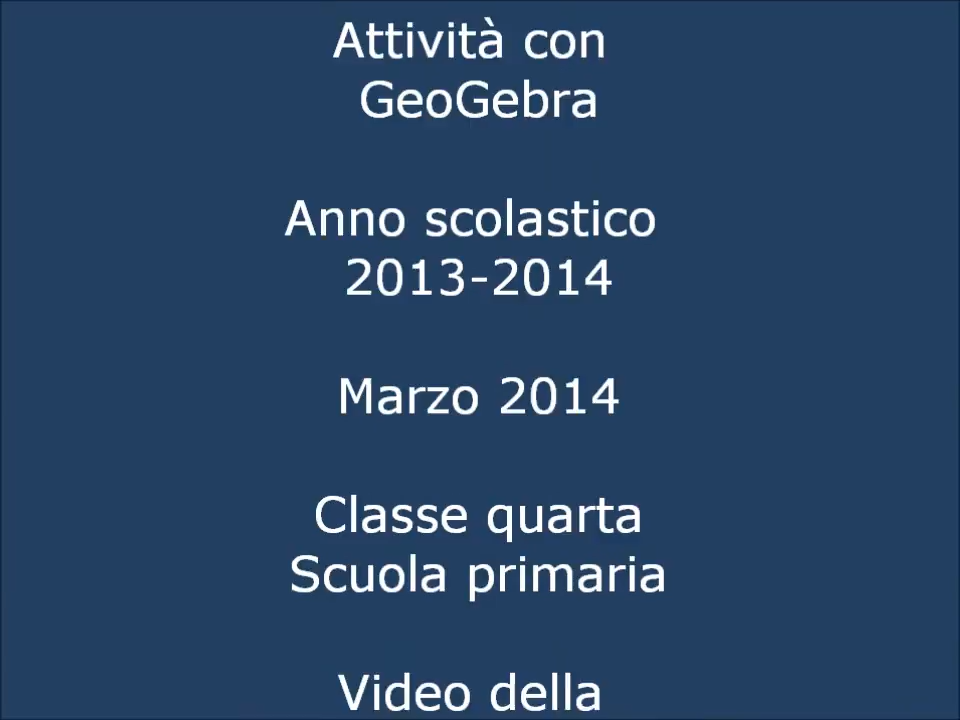 Attività con
GeoGebra
Anno scolastico
2013-2014
Marzo 2014
Classe quarta
Scuola primaria
Video della